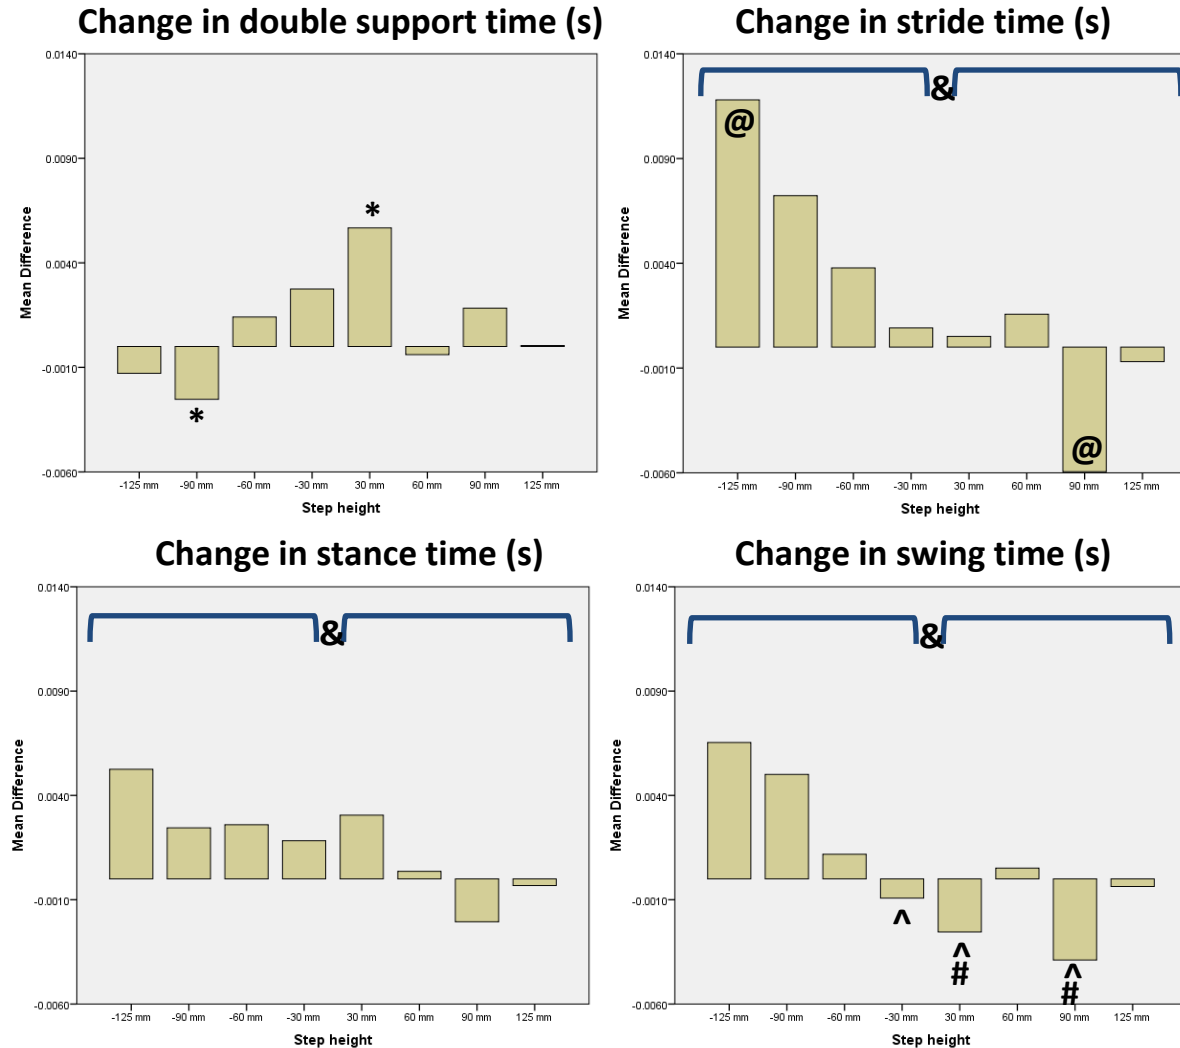 Change in double support time (s)
0.0140
0.0090
0.0040
-0.0010
-0.0060
Mean Difference
*
*
-125 mm -90 mm -60 mm -30 mm 30 mm 60 mm 90 mm 125 mm
Step height
Change in stride time (s)
0.0140
0.0090
0.0040
-0.0010
-0.0060
Mean Difference
&
@
@
-125 mm -90 mm -60 mm -30 mm 30 mm 60 mm 90 mm 125 mm
Step height
Change in stance time (s)
0.0140
0.0090
0.0040
-0.0010
-0.0060
Mean Difference
&
-125 mm -90 mm -60 mm -30 mm 30 mm 60 mm 90 mm 125 mm
Step height
Change in swing time (s)
0.0140
0.0090
0.0040
-0.0010
-0.0060
Mean Difference
&
^
^
#
^
#
-125 mm -90 mm -60 mm -30 mm 30 mm 60 mm 90 mm 125 mm
Step height